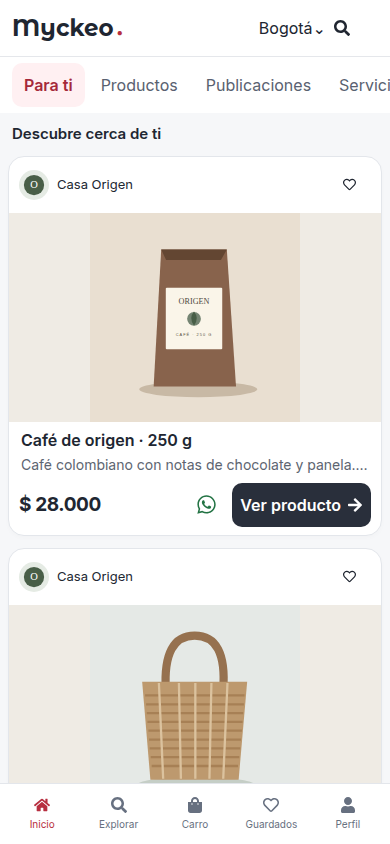 Myckeo.
Bogotá
Para ti Productos Publicaciones Servici
Descubre cerca de ti
O Casa Origen
ORIGEN
CAFÉ · 250 G
Café de origen · 250 g
Café colombiano con notas de chocolate y panela....
$ 28.000 Ver producto
O Casa Origen
Inicio Explorar Carro Guardados Perfil